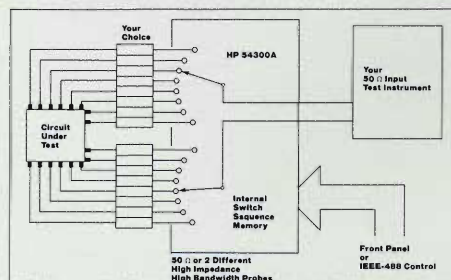 Your
Choice
HP 54300A
Your
50 Ω Input
Test Instrument
Circuit
Under
Test
Internal
Switch
Sequence
Memory
50 Ω or 2 Different
High Impedance
High Bandwidth Probes
Front Panel
or
IEEE-488 Control